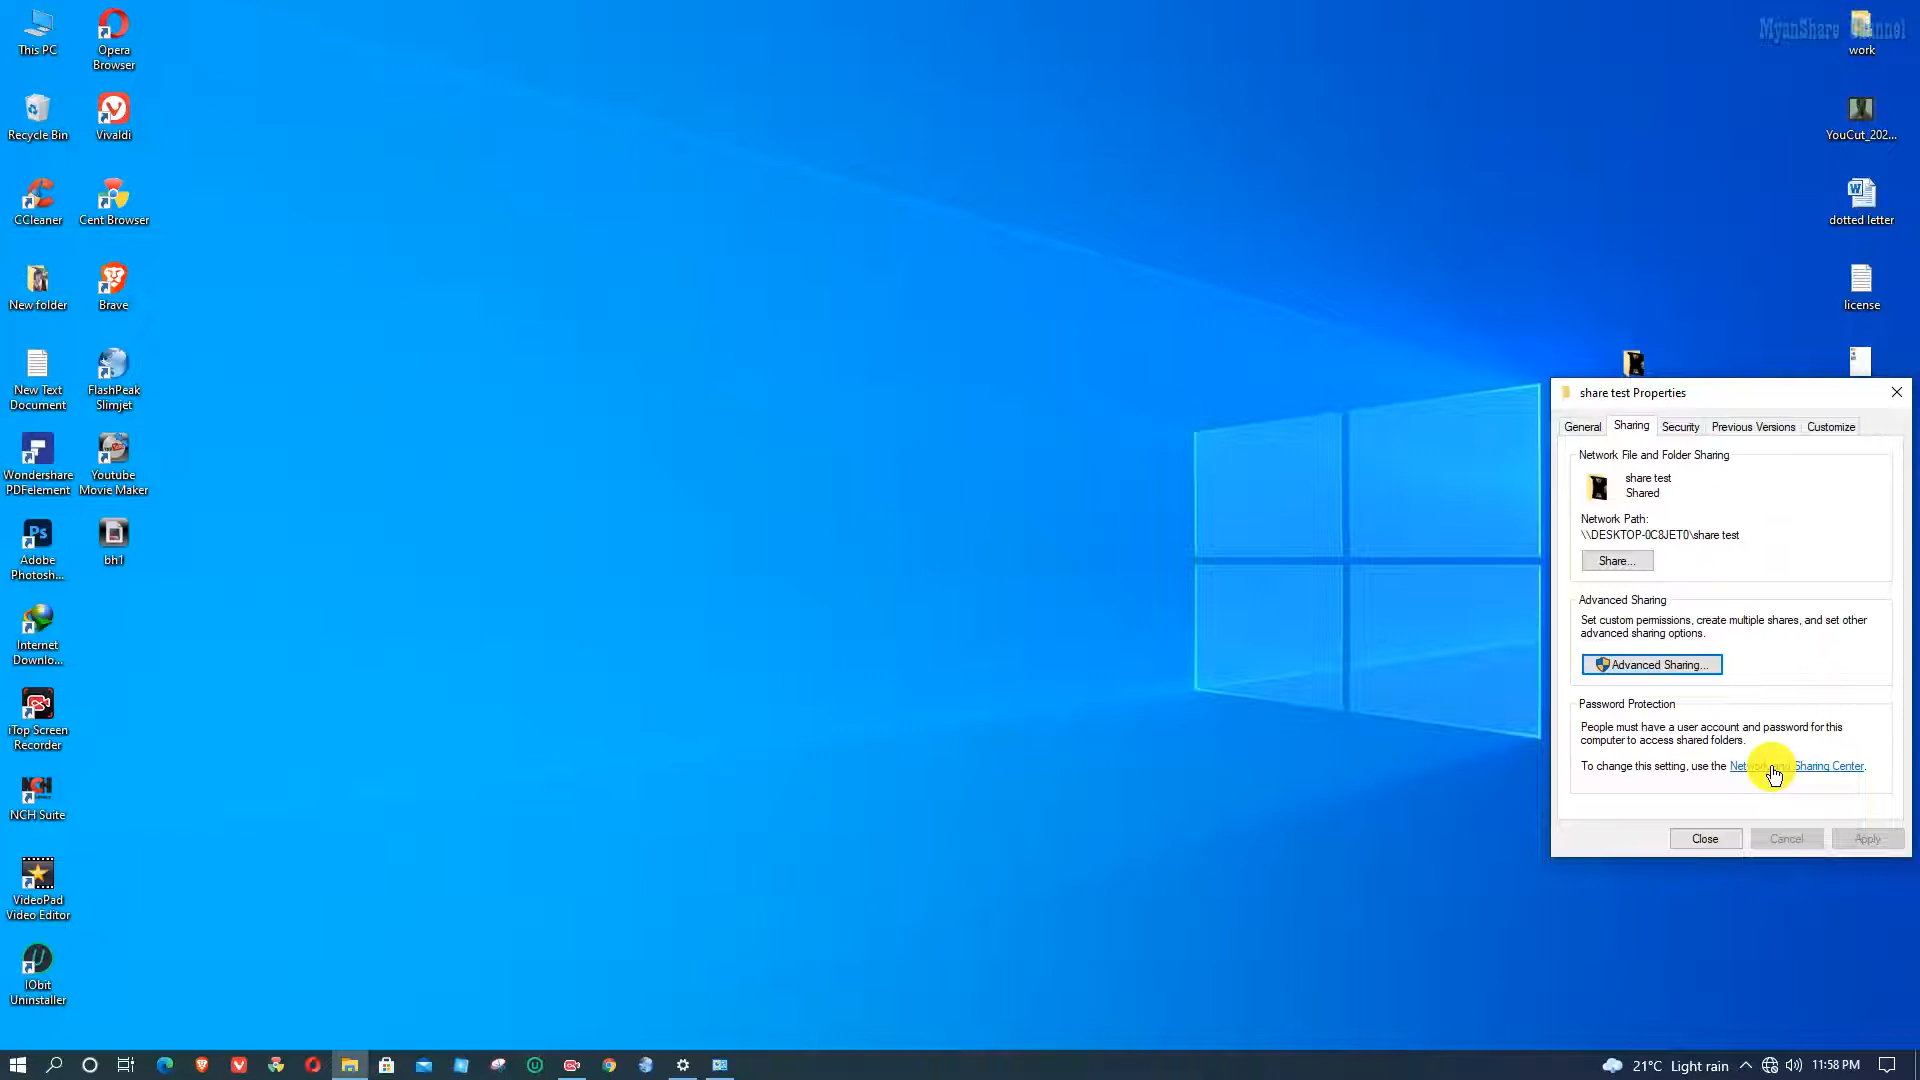 This PC
Opera
Browser
Recycle Bin
Vivaldi
CCleaner
Cent Browser
New folder
Brave
New Text
Document
FlashPeak
Slimjet
Wondershare
PDFelement
Youtube
Movie Maker
Adobe
Photosh...
bh1
Internet
Downlo...
iTop Screen
Recorder
NCH Suite
VideoPad
Video Editor
IObit
Uninstaller
MyanShare Channel
work
YouCut_202...
dotted letter
license
share test Properties
General
Sharing
Security
Previous Versions
Customize
Network File and Folder Sharing
share test
Shared
Network Path:
\\DESKTOP-0C8JET0\share test
Share...
Advanced Sharing
Set custom permissions, create multiple shares, and set other
advanced sharing options.
Advanced Sharing...
Password Protection
People must have a user account and password for this
computer to access shared folders.
To change this setting, use the Network and Sharing Center.
Close
Cancel
Apply
21°C Light rain
11:58 PM